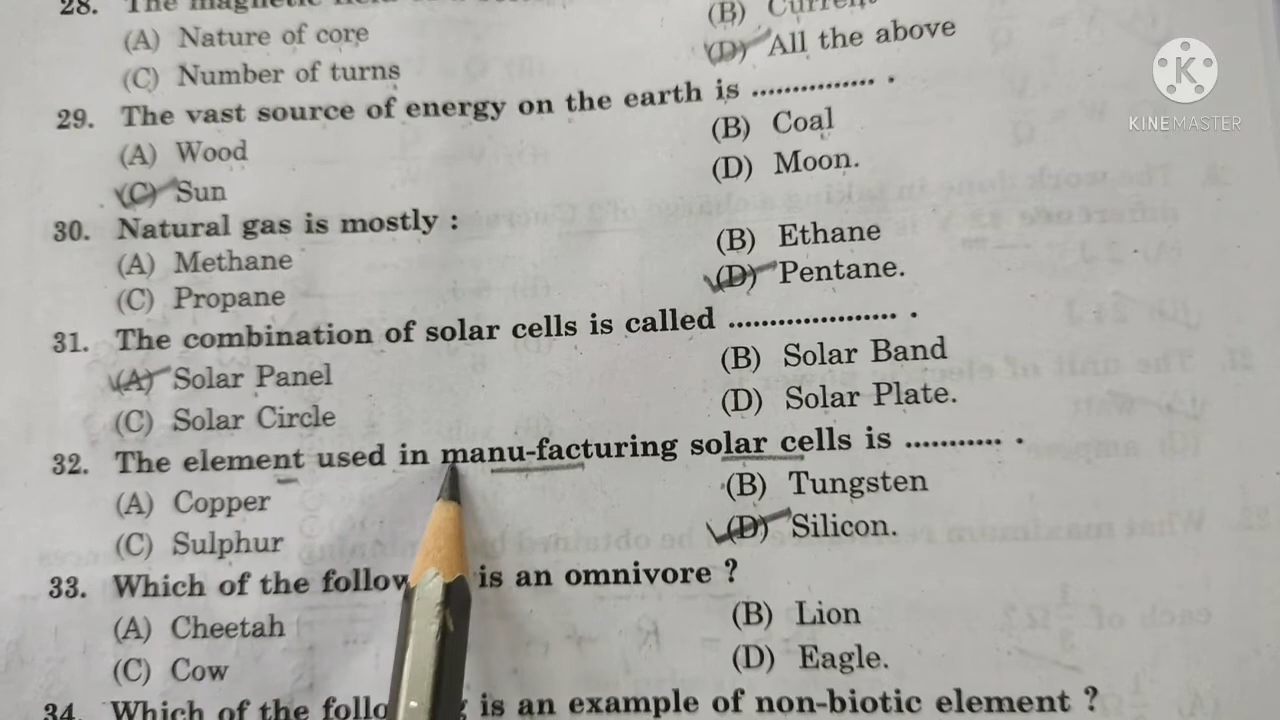 28. The magnetic field
(B) Current
(A) Nature of core
(D) All the above
(C) Number of turns
29. The vast source of energy on the earth is ............... .
(A) Wood
(B) Coal
(C) Sun
(D) Moon.
30. Natural gas is mostly :
(A) Methane
(B) Ethane
(C) Propane
(D) Pentane.
31. The combination of solar cells is called .................... .
(A) Solar Panel
(B) Solar Band
(C) Solar Circle
(D) Solar Plate.
32. The element used in manu-facturing solar cells is ............ .
(A) Copper
(B) Tungsten
(C) Sulphur
(D) Silicon.
33. Which of the follow is an omnivore ?
(A) Cheetah
(B) Lion
(C) Cow
(D) Eagle.
34. Which of the follo g is an example of non-biotic element ?
K
KINEMASTER